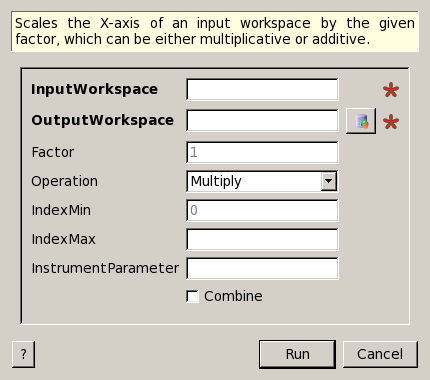 Scales the X-axis of an input workspace by the given
factor, which can be either multiplicative or additive.
InputWorkspace *
OutputWorkspace *
Factor 1
Operation Multiply
IndexMin 0
IndexMax
InstrumentParameter
Combine
? Run Cancel